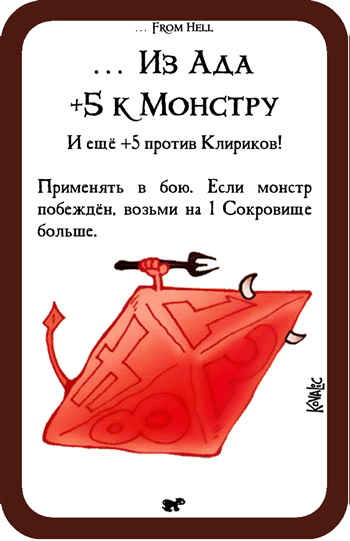 ... From Hell
... Из Ада
+5 к Монстру
И ещё +5 против Клириков!
Применять в бою. Если монстр
побеждён, возьми на 1 Сокровище
больше.
Kovalic